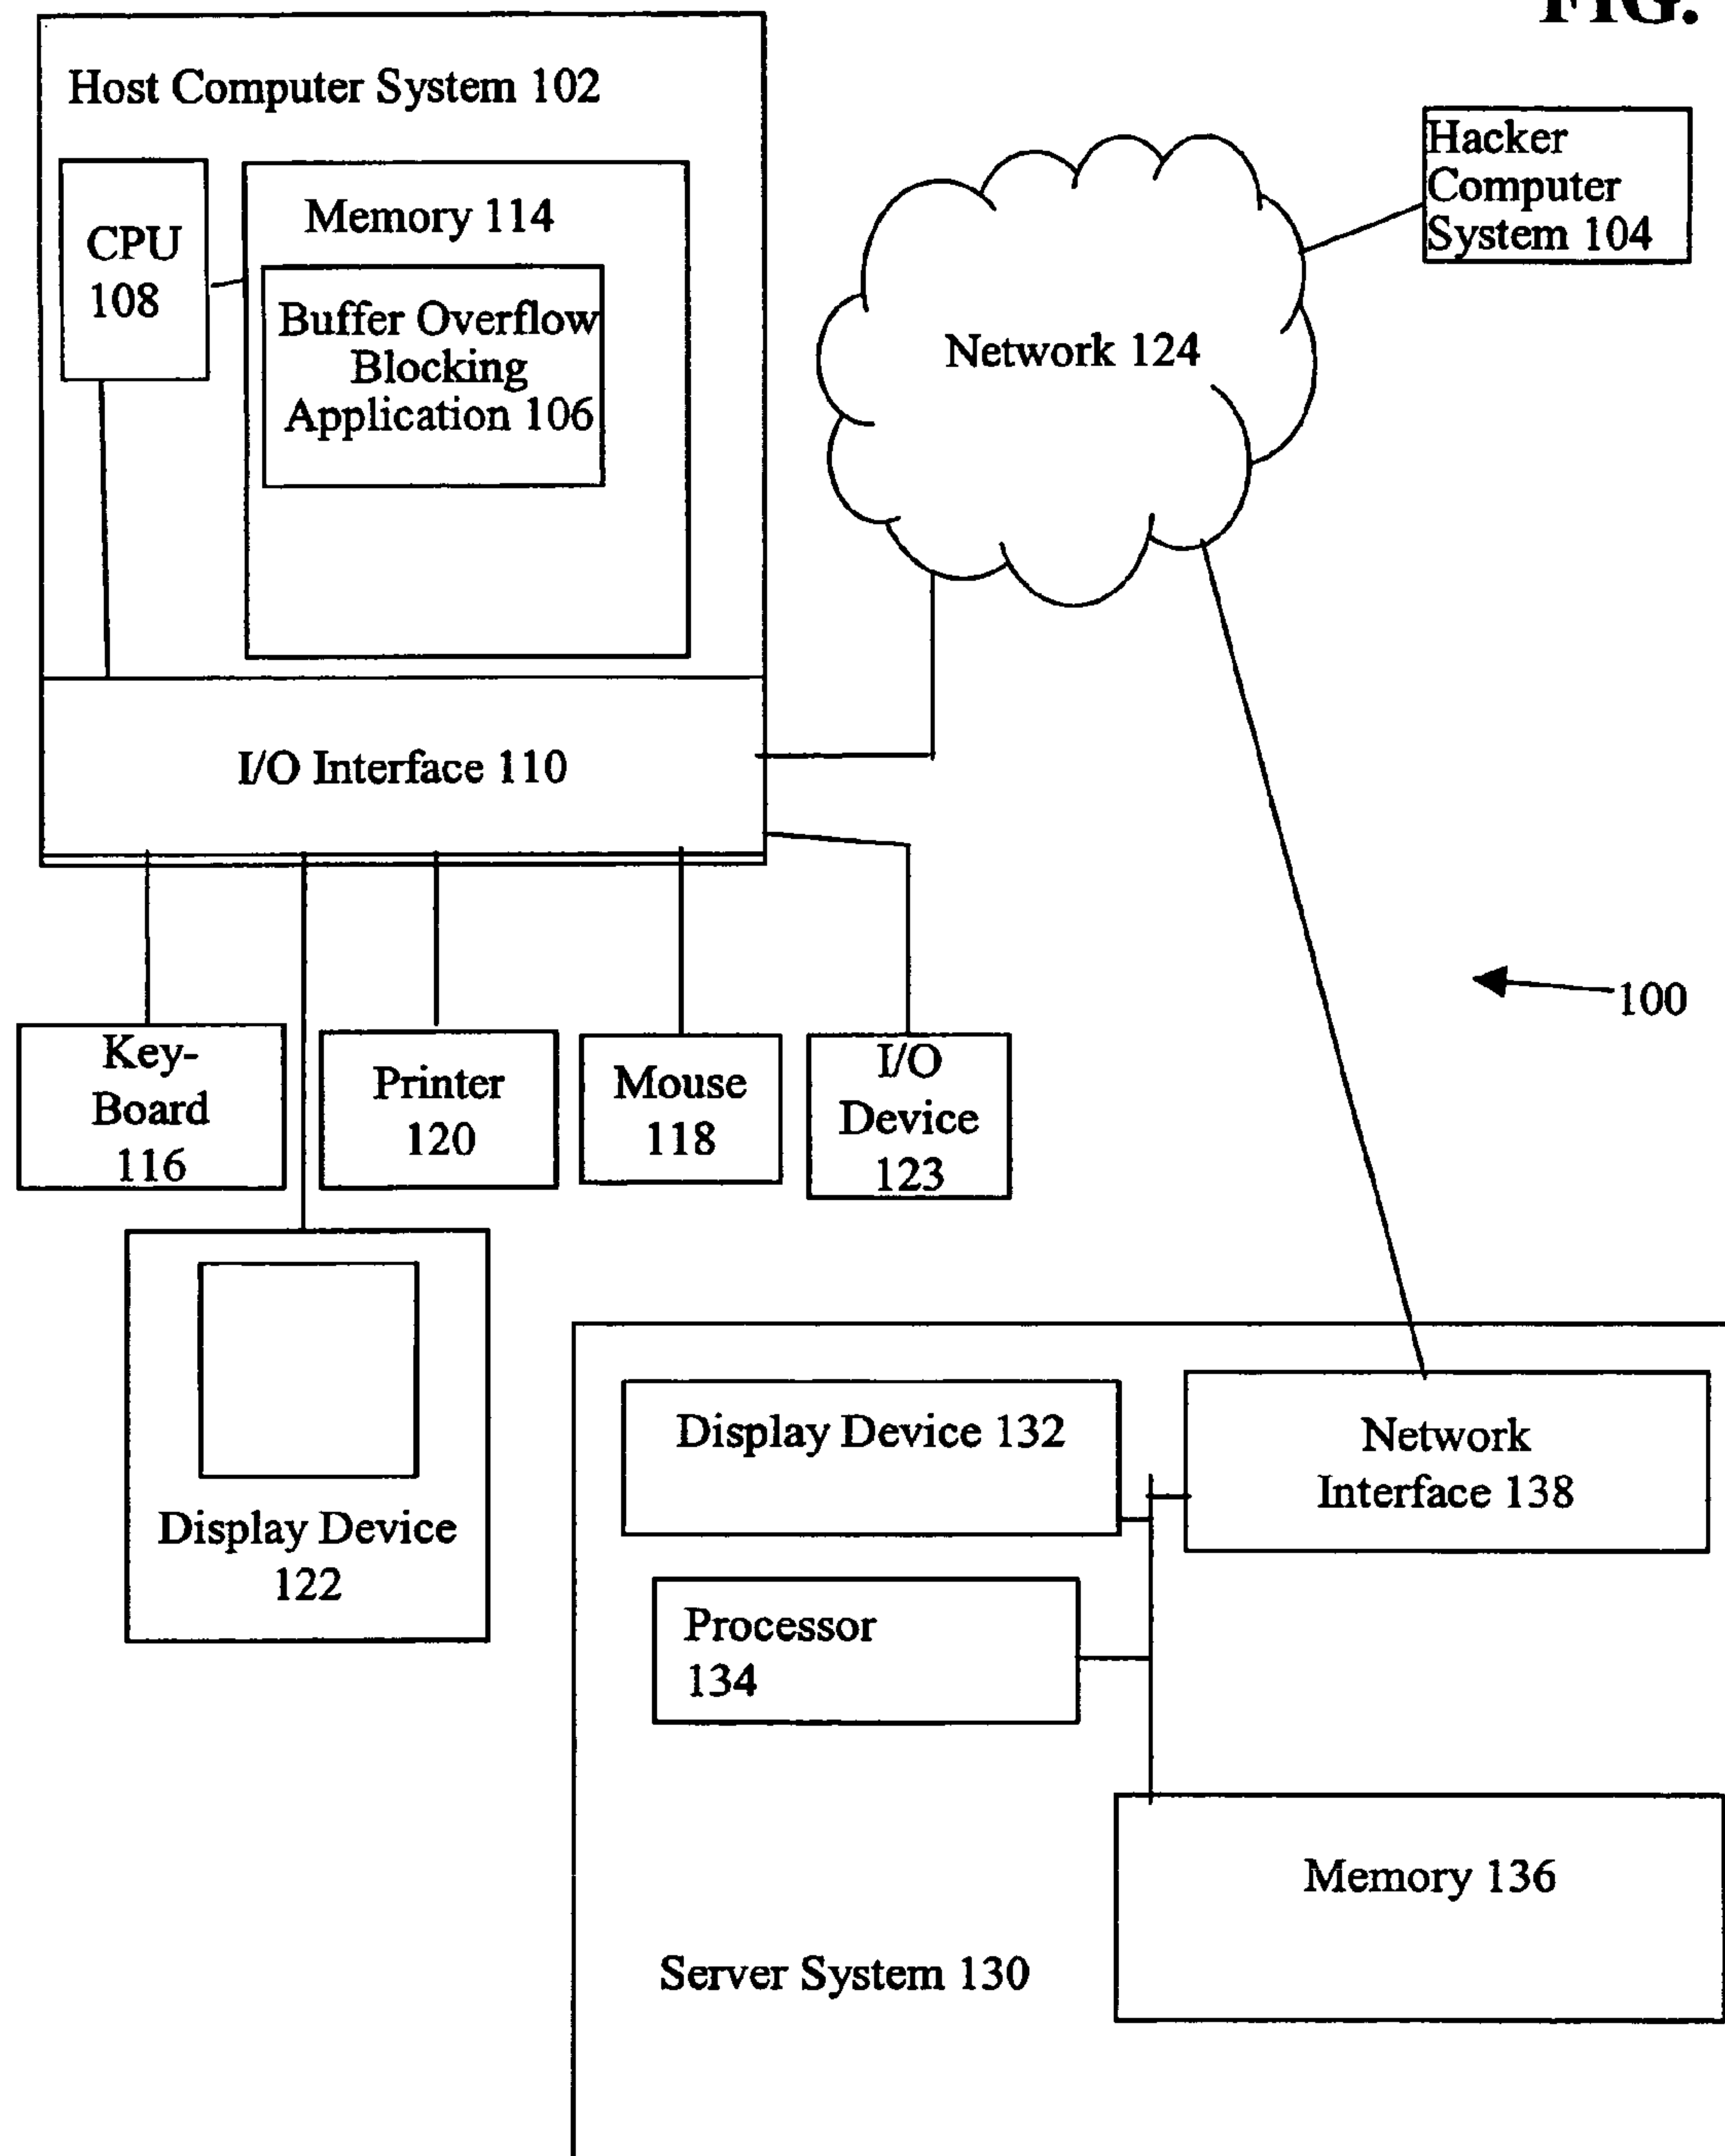 FIG.
Host Computer System 102
CPU
108
Memory 114
Buffer Overflow
Blocking
Application 106
I/O Interface 110
Network 124
Hacker
Computer
System 104
100
Key-
Board
116
Printer
120
Mouse
118
I/O
Device
123
Display Device
122
Display Device 132
Network
Interface 138
Processor
134
Memory 136
Server System 130